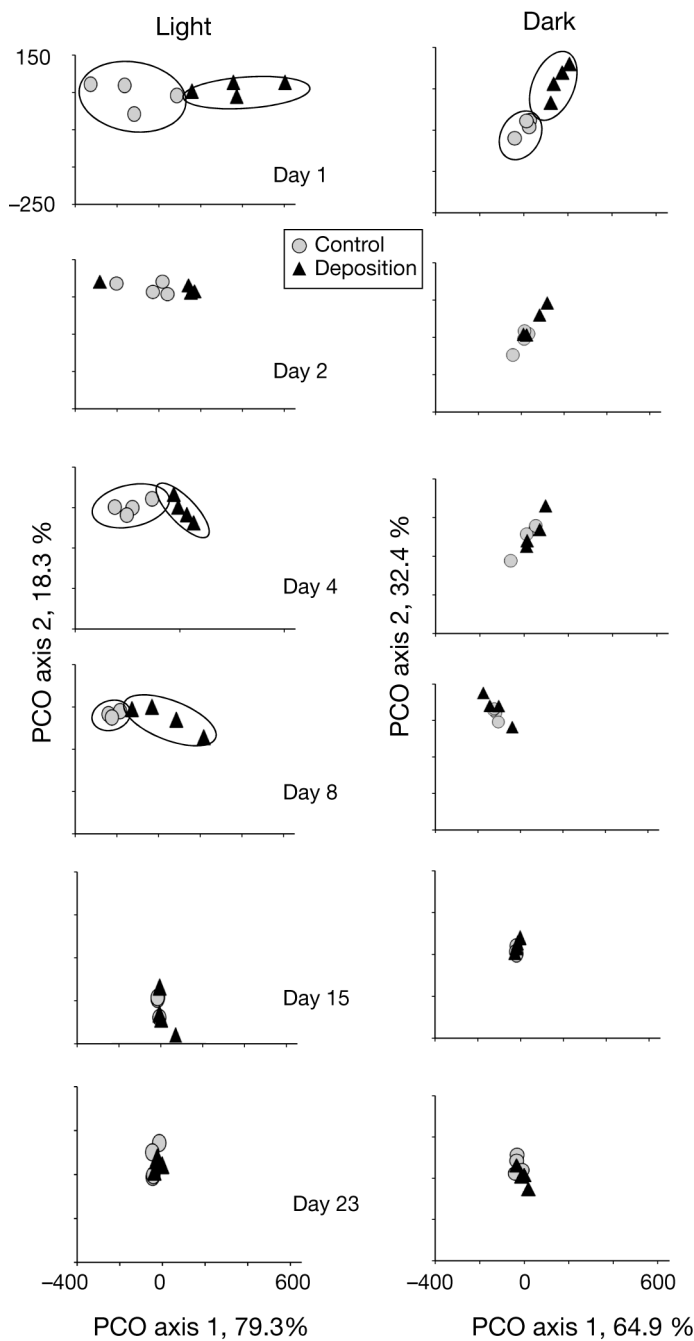 Light
Dark
150
–250
Day 1
Control
Deposition
Day 2
Day 4
PCO axis 2, 18.3 %
PCO axis 2, 32.4 %
Day 8
Day 15
Day 23
–400 0 600
–400 0 600
PCO axis 1, 79.3%
PCO axis 1, 64.9 %